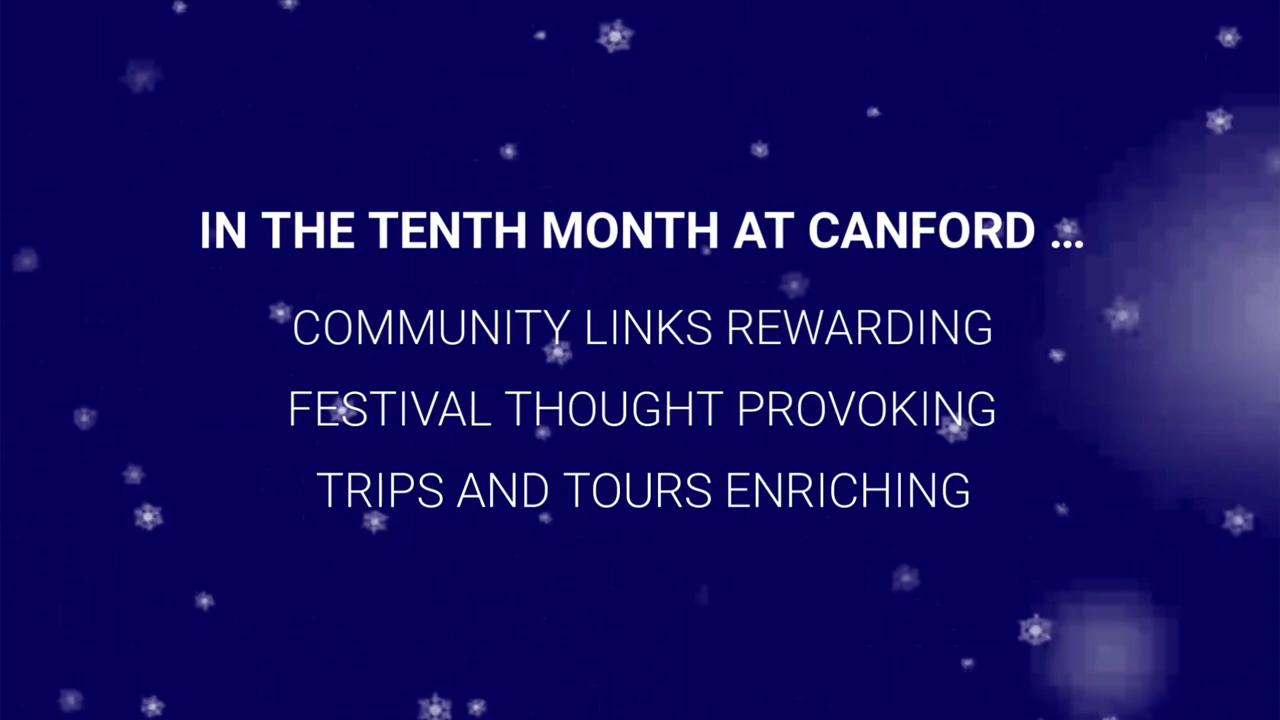 IN THE TENTH MONTH AT CANFORD ...
COMMUNITY LINKS REWARDING
FESTIVAL THOUGHT PROVOKING
TRIPS AND TOURS ENRICHING